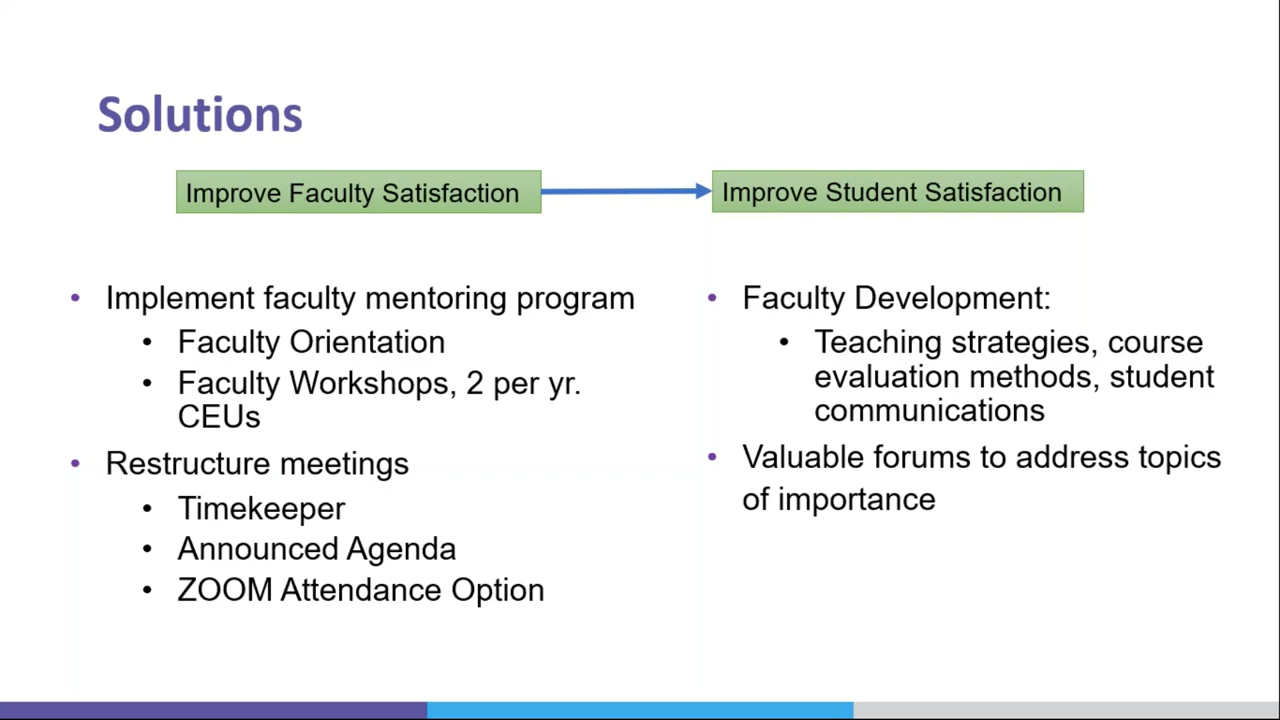 Solutions
Improve Faculty Satisfaction
Improve Student Satisfaction
• Implement faculty mentoring program
• Faculty Orientation
• Faculty Workshops, 2 per yr.
CEUs
• Restructure meetings
• Timekeeper
• Announced Agenda
• ZOOM Attendance Option
• Faculty Development:
• Teaching strategies, course
evaluation methods, student
communications
• Valuable forums to address topics
of importance